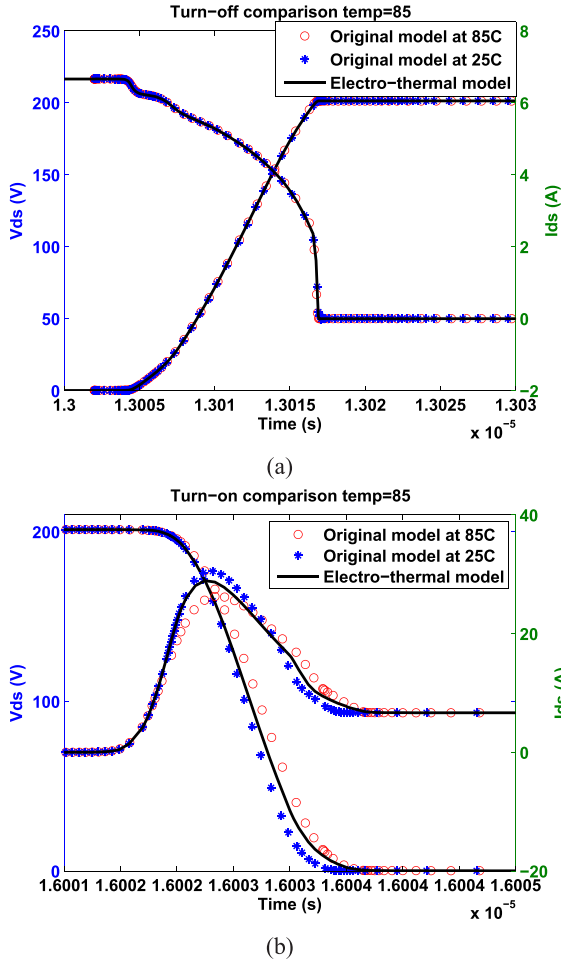 Turn-off comparison temp=85
250
200
150
100
50
0
Vds (V)
8
6
4
2
0
−2
Ids (A)
Original model at 85C
Original model at 25C
Electro−thermal model
1.3 1.3005 1.301 1.3015 1.302 1.3025 1.303
Time (s)
x 10⁻⁵
(a)
Turn-on comparison temp=85
200
100
0
Vds (V)
40
20
0
−20
Ids (A)
Original model at 85C
Original model at 25C
Electro−thermal model
1.6001 1.6002 1.6002 1.6003 1.6003 1.6004 1.6004 1.6005 1.6005
Time (s)
x 10⁻⁵
(b)